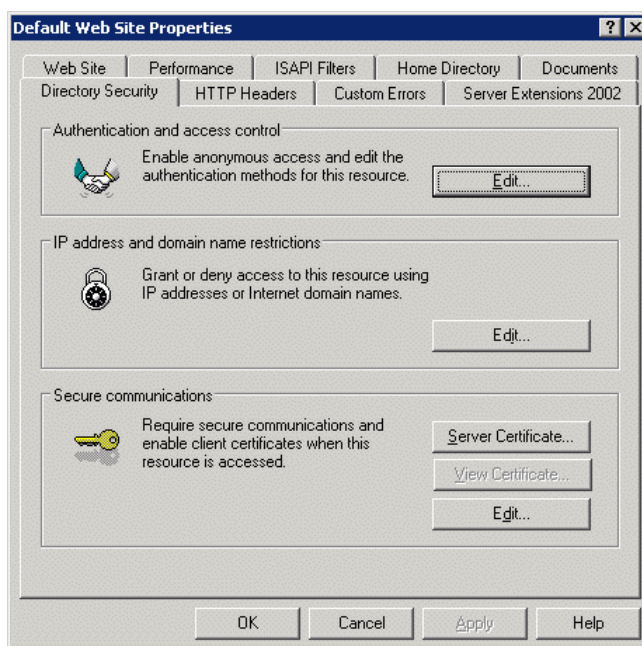 Default Web Site Properties
?
Web Site
Performance
ISAPI Filters
Home Directory
Documents
Directory Security
HTTP Headers
Custom Errors
Server Extensions 2002
Authentication and access control
Enable anonymous access and edit the
authentication methods for this resource.
Edit...
IP address and domain name restrictions
Grant or deny access to this resource using
IP addresses or Internet domain names.
Edit...
Secure communications
Require secure communications and
enable client certificates when this
resource is accessed.
Server Certificate...
View Certificate...
Edit...
OK
Cancel
Apply
Help